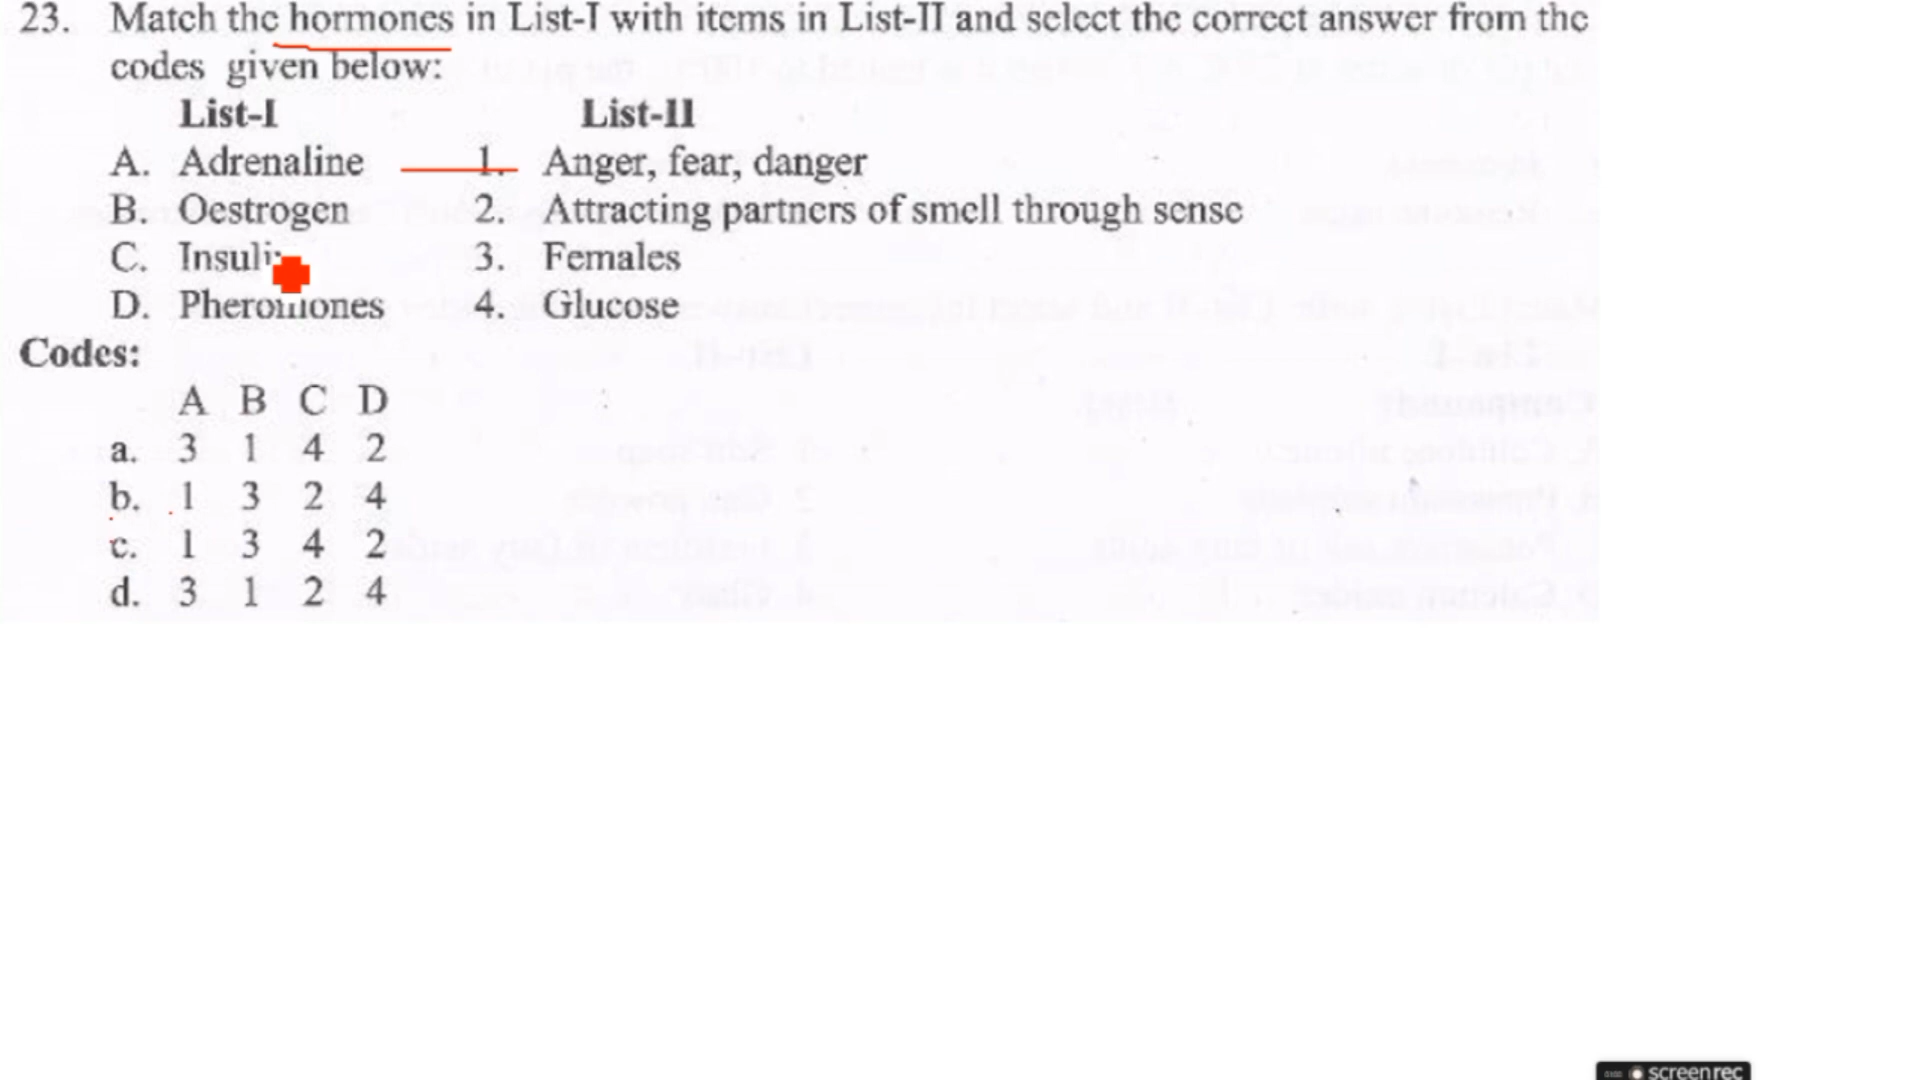 23. Match the hormones in List-I with items in List-II and select the correct answer from the
codes given below:
List-I List-II
A. Adrenaline 1. Anger, fear, danger
B. Oestrogen 2. Attracting partners of smell through sense
C. Insuli 3. Females
D. Pheromones 4. Glucose
Codes:
A B C D
a. 3 1 4 2
b. 1 3 2 4
c. 1 3 4 2
d. 3 1 2 4
screenrec